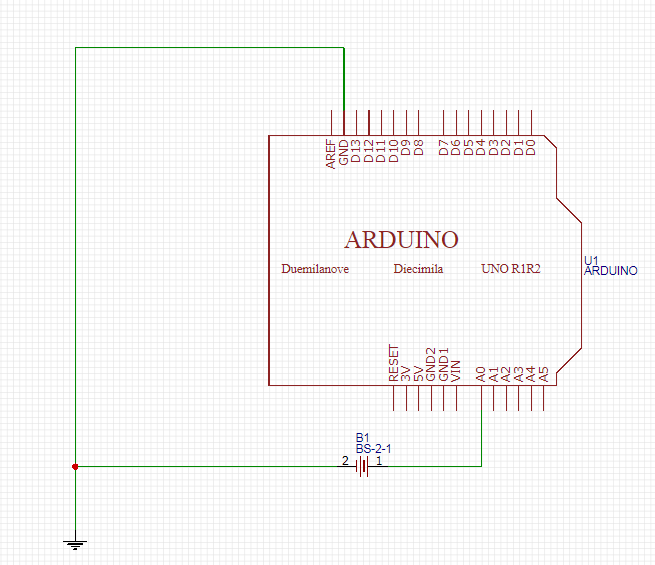 AREF
GND
D13
D12
D11
D10
D9
D8
D7
D6
D5
D4
D3
D2
D1
D0
ARDUINO
Duemilanove Diecimila UNO R1R2
U1
ARDUINO
RESET
3V
5V
GND2
GND1
VIN
A0
A1
A2
A3
A4
A5
B1
BS-2-1
2 1